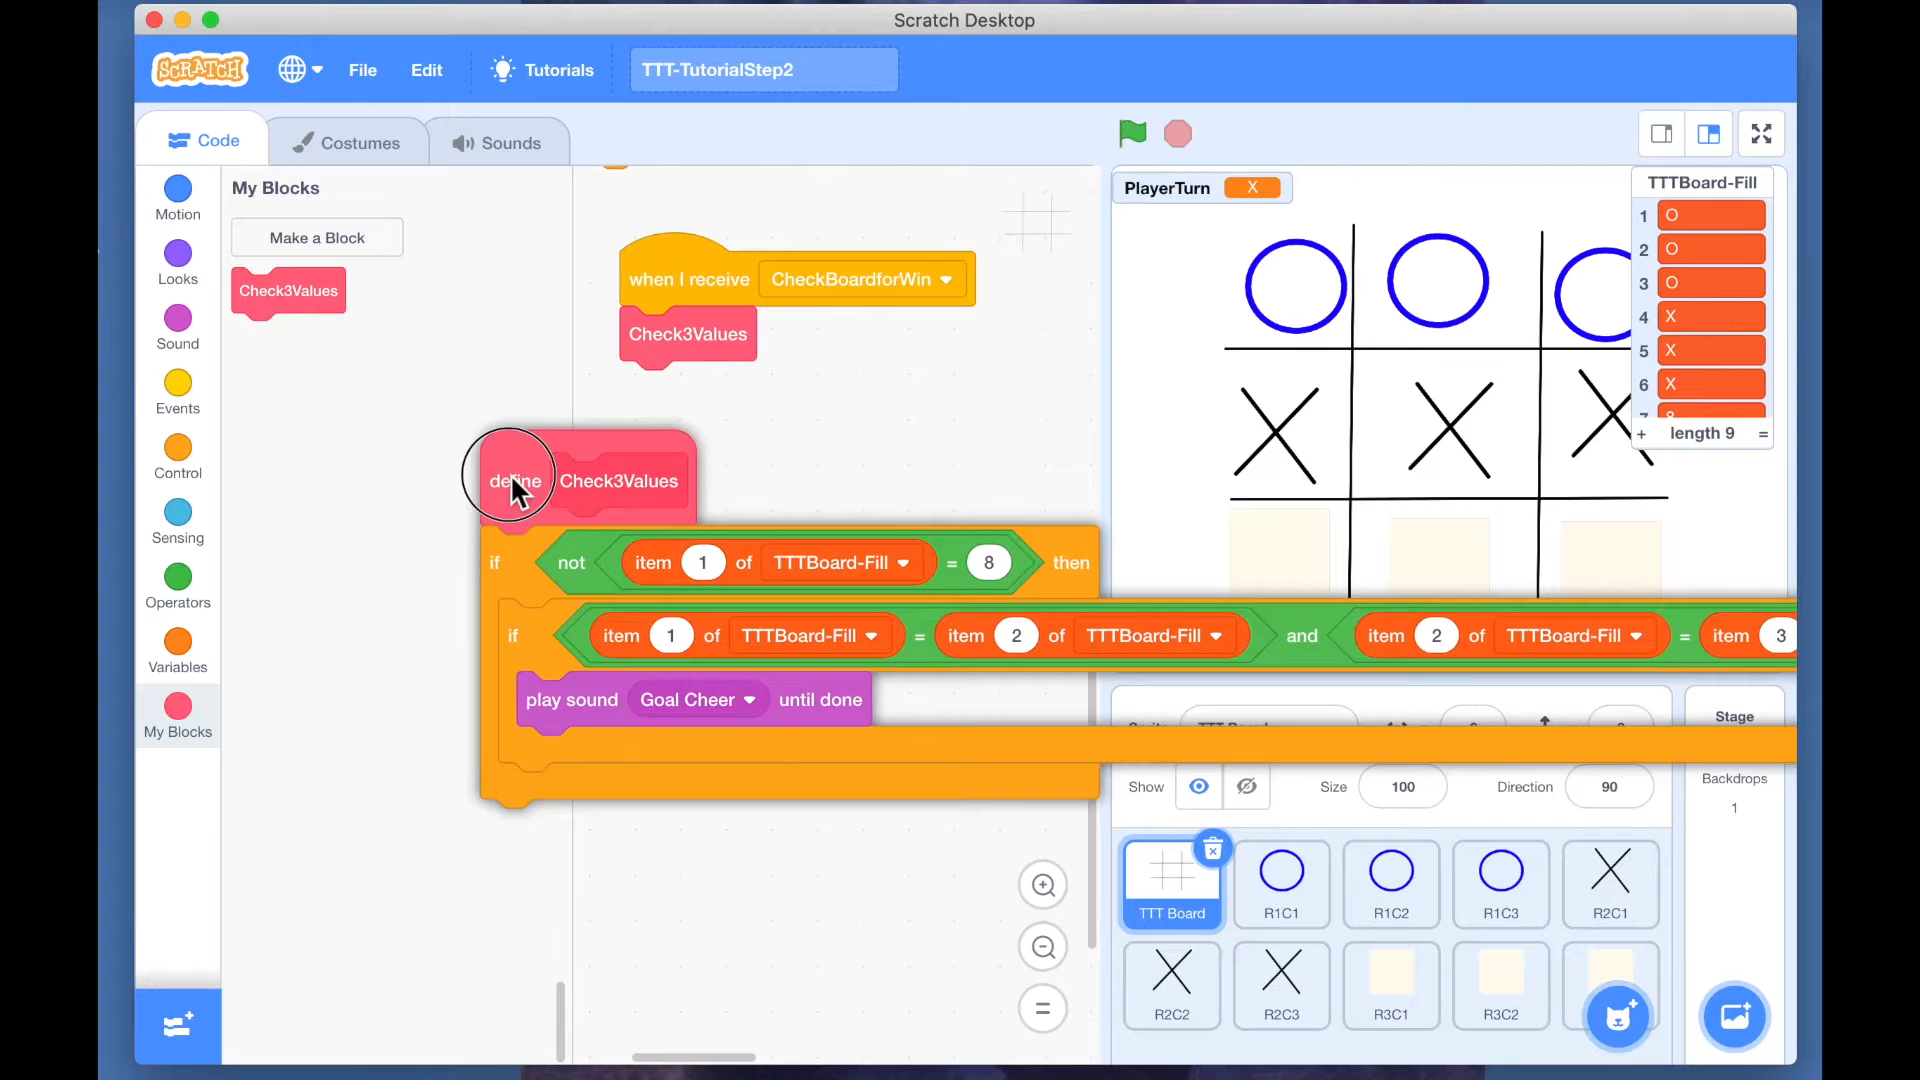 Scratch Desktop
SCRATCH
File
Edit
Tutorials
TTT-TutorialStep2
Code
Costumes
Sounds
Motion
Looks
Sound
Events
Control
Sensing
Operators
Variables
My Blocks
My Blocks
Make a Block
Check3Values
when I receive CheckBoardforWin
Check3Values
define Check3Values
if not item 1 of TTTBoard-Fill = 8 then
if item 1 of TTTBoard-Fill = item 2 of TTTBoard-Fill and item 2 of TTTBoard-Fill = item 3
play sound Goal Cheer until done
PlayerTurn X
TTTBoard-Fill
1 O
2 O
3 O
4 X
5 X
6 X
7 8
+ length 9 =
Show
Size 100
Direction 90
TTT Board
R1C1
R1C2
R1C3
R2C1
R2C2
R2C3
R3C1
R3C2
Stage
Backdrops
1